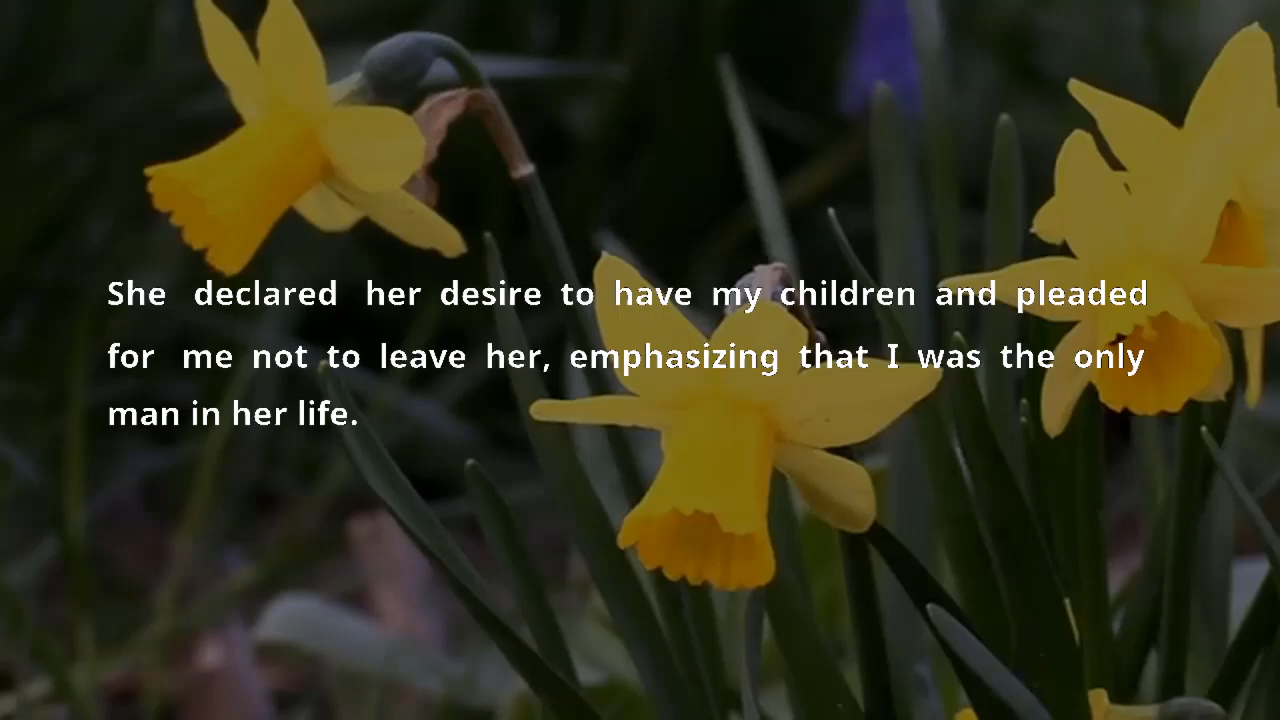 She declared her desire to have my children and pleaded
for me not to leave her, emphasizing that I was the only
man in her life.